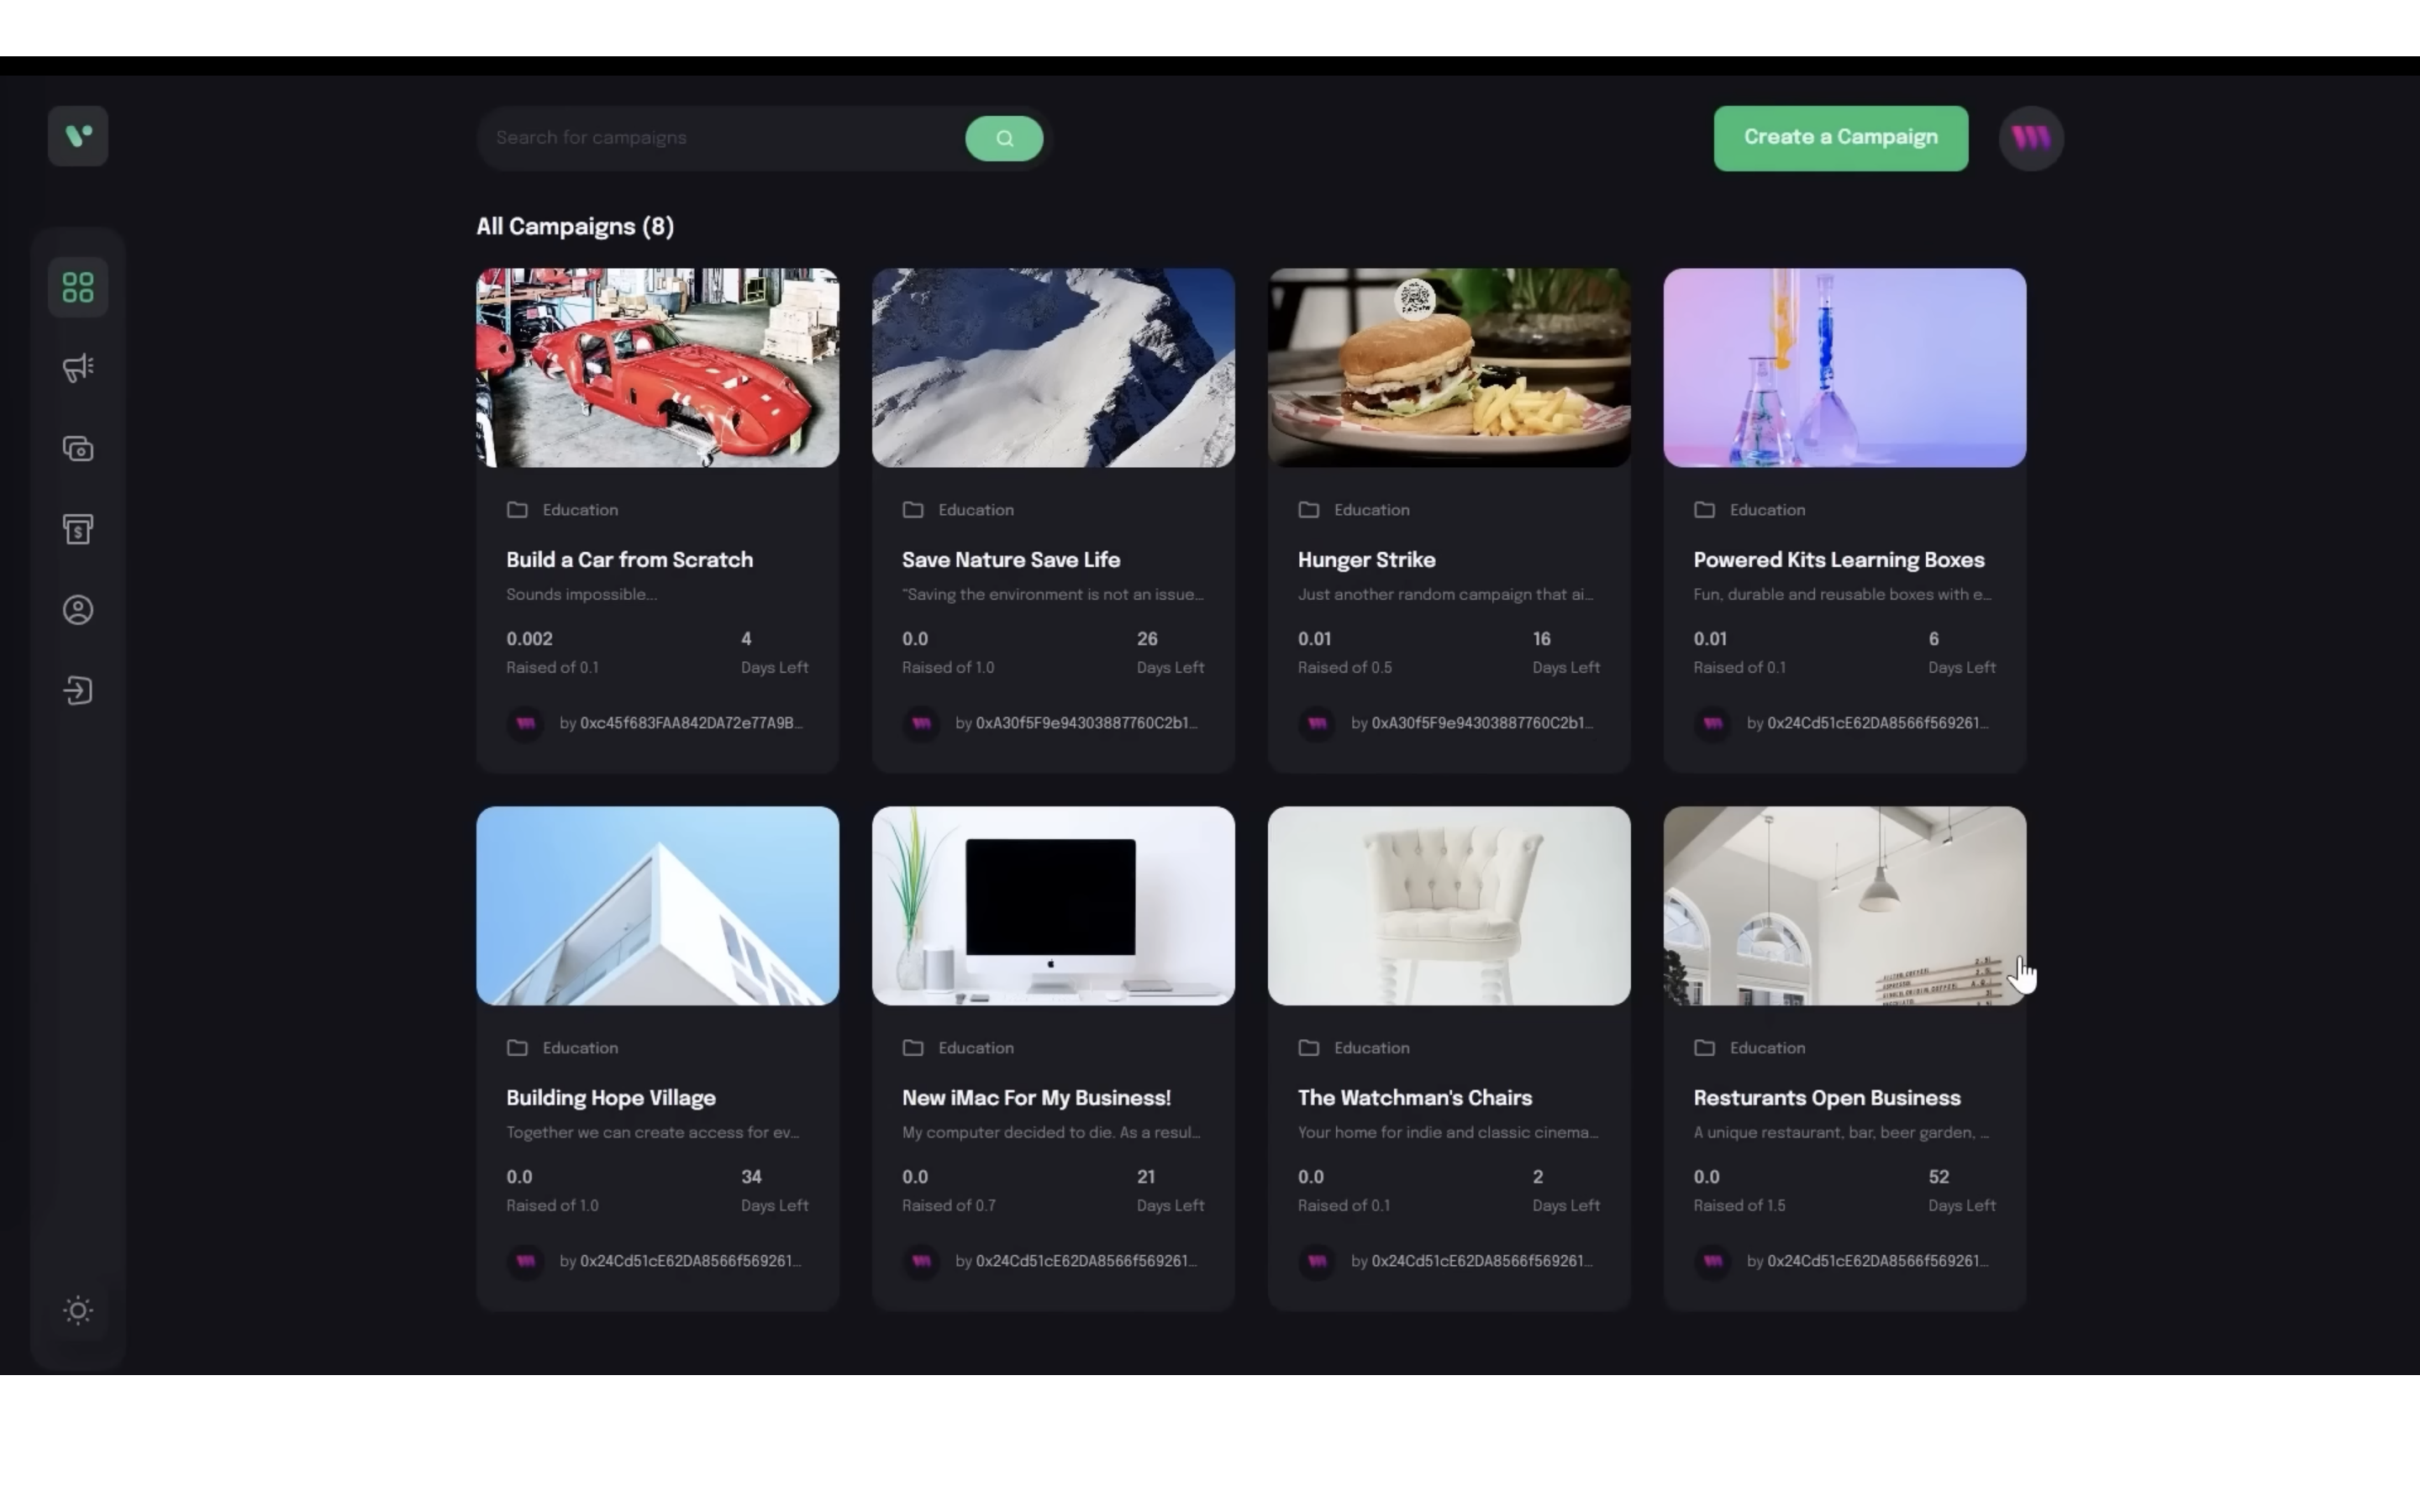 Search for campaigns
Create a Campaign
All Campaigns (8)
Education
Build a Car from Scratch
Sounds impossible...
0.002
4
Raised of 0.1
Days Left
by 0xc45f683FAA842DA72e77A9B...
Education
Save Nature Save Life
“Saving the environment is not an issue...
0.0
26
Raised of 1.0
Days Left
by 0xA30f5F9e94303887760C2b1...
Education
Hunger Strike
Just another random campaign that ai...
0.01
16
Raised of 0.5
Days Left
by 0xA30f5F9e94303887760C2b1...
Education
Powered Kits Learning Boxes
Fun, durable and reusable boxes with e...
0.01
6
Raised of 0.1
Days Left
by 0x24Cd51cE62DA8566f569261...
Education
Building Hope Village
Together we can create access for ev...
0.0
34
Raised of 1.0
Days Left
by 0x24Cd51cE62DA8566f569261...
Education
New iMac For My Business!
My computer decided to die. As a resul...
0.0
21
Raised of 0.7
Days Left
by 0x24Cd51cE62DA8566f569261...
Education
The Watchman's Chairs
Your home for indie and classic cinema...
0.0
2
Raised of 0.1
Days Left
by 0x24Cd51cE62DA8566f569261...
Education
Resturants Open Business
A unique restaurant, bar, beer garden, ...
0.0
52
Raised of 1.5
Days Left
by 0x24Cd51cE62DA8566f569261...